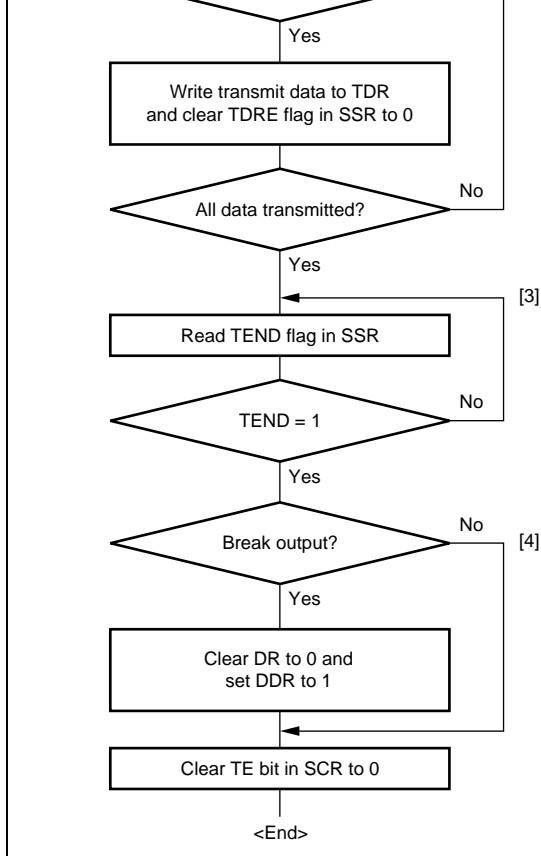 Yes
Write transmit data to TDR
and clear TDRE flag in SSR to 0
No
All data transmitted?
Yes
[3]
Read TEND flag in SSR
No
TEND = 1
Yes
No
[4]
Break output?
Yes
Clear DR to 0 and
set DDR to 1
Clear TE bit in SCR to 0
<End>